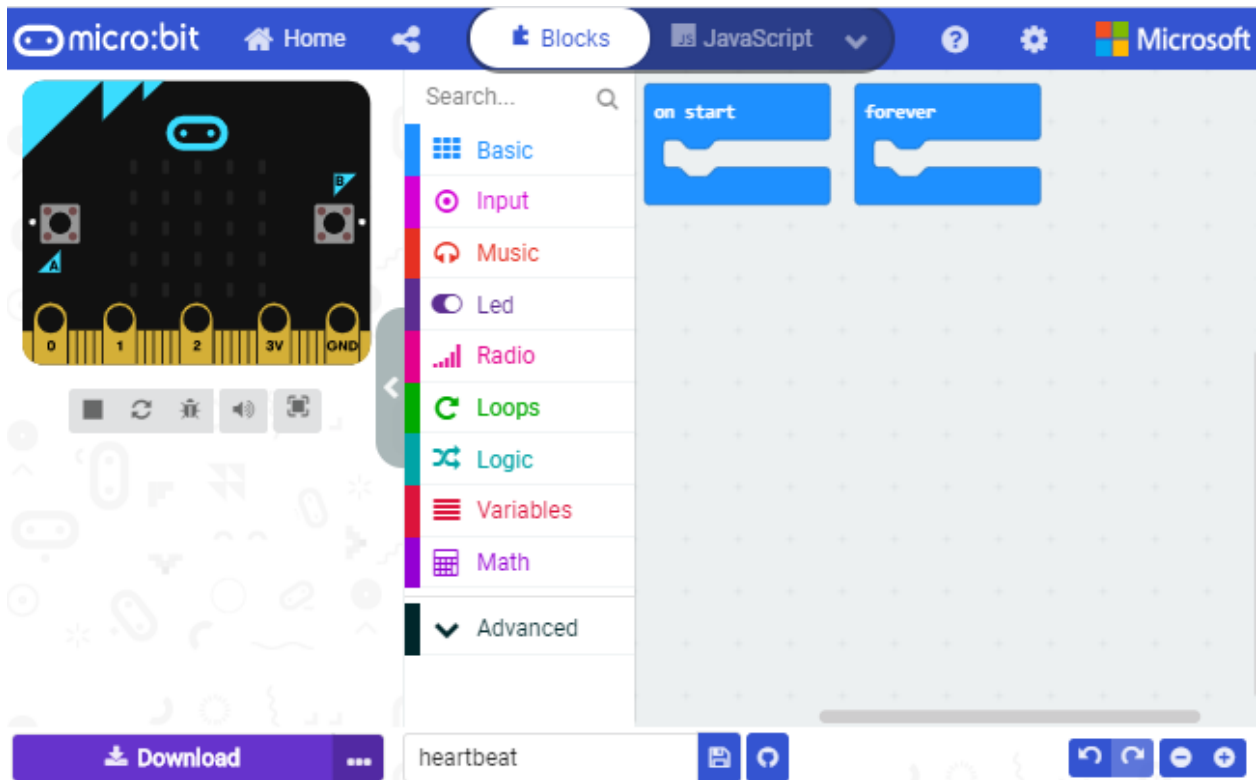 micro:bit Home Blocks JS JavaScript ? Microsoft
B
A
0 1 2 3V GND
Search...
Basic
Input
Music
Led
Radio
Loops
Logic
Variables
Math
Advanced
on start
forever
Download ... heartbeat